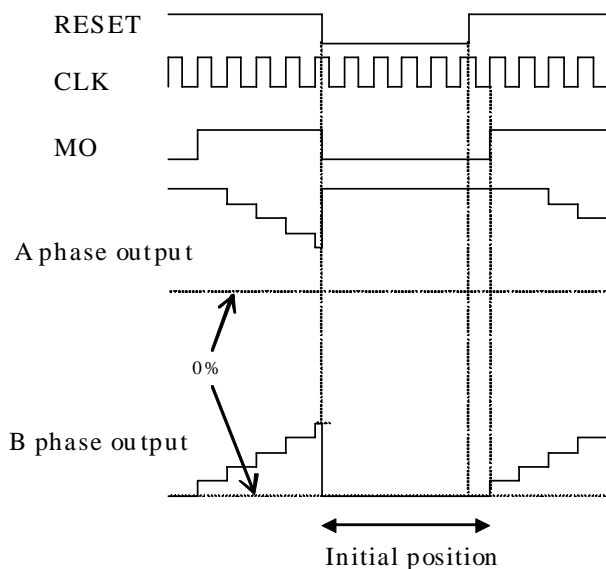 RESET
CLK
MO
A phase output
0%
B phase output
Initial position